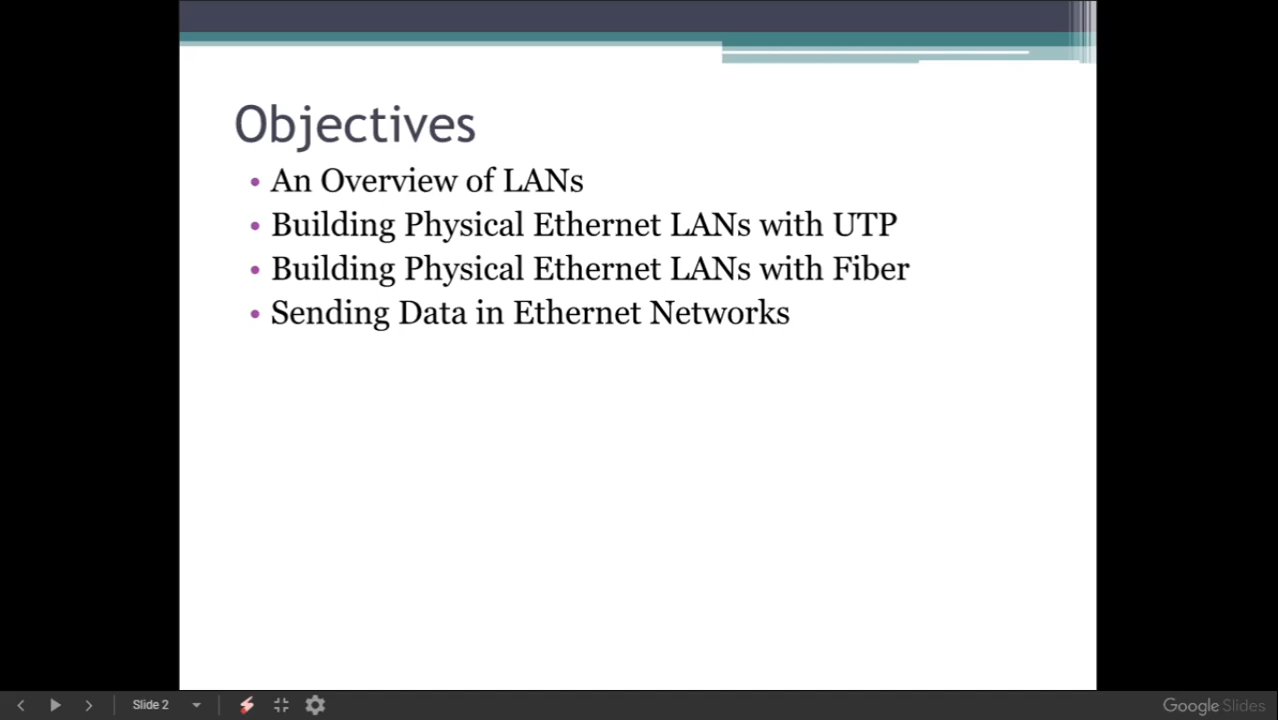 Objectives
• An Overview of LANs
• Building Physical Ethernet LANs with UTP
• Building Physical Ethernet LANs with Fiber
• Sending Data in Ethernet Networks
Slide 2
Google Slides